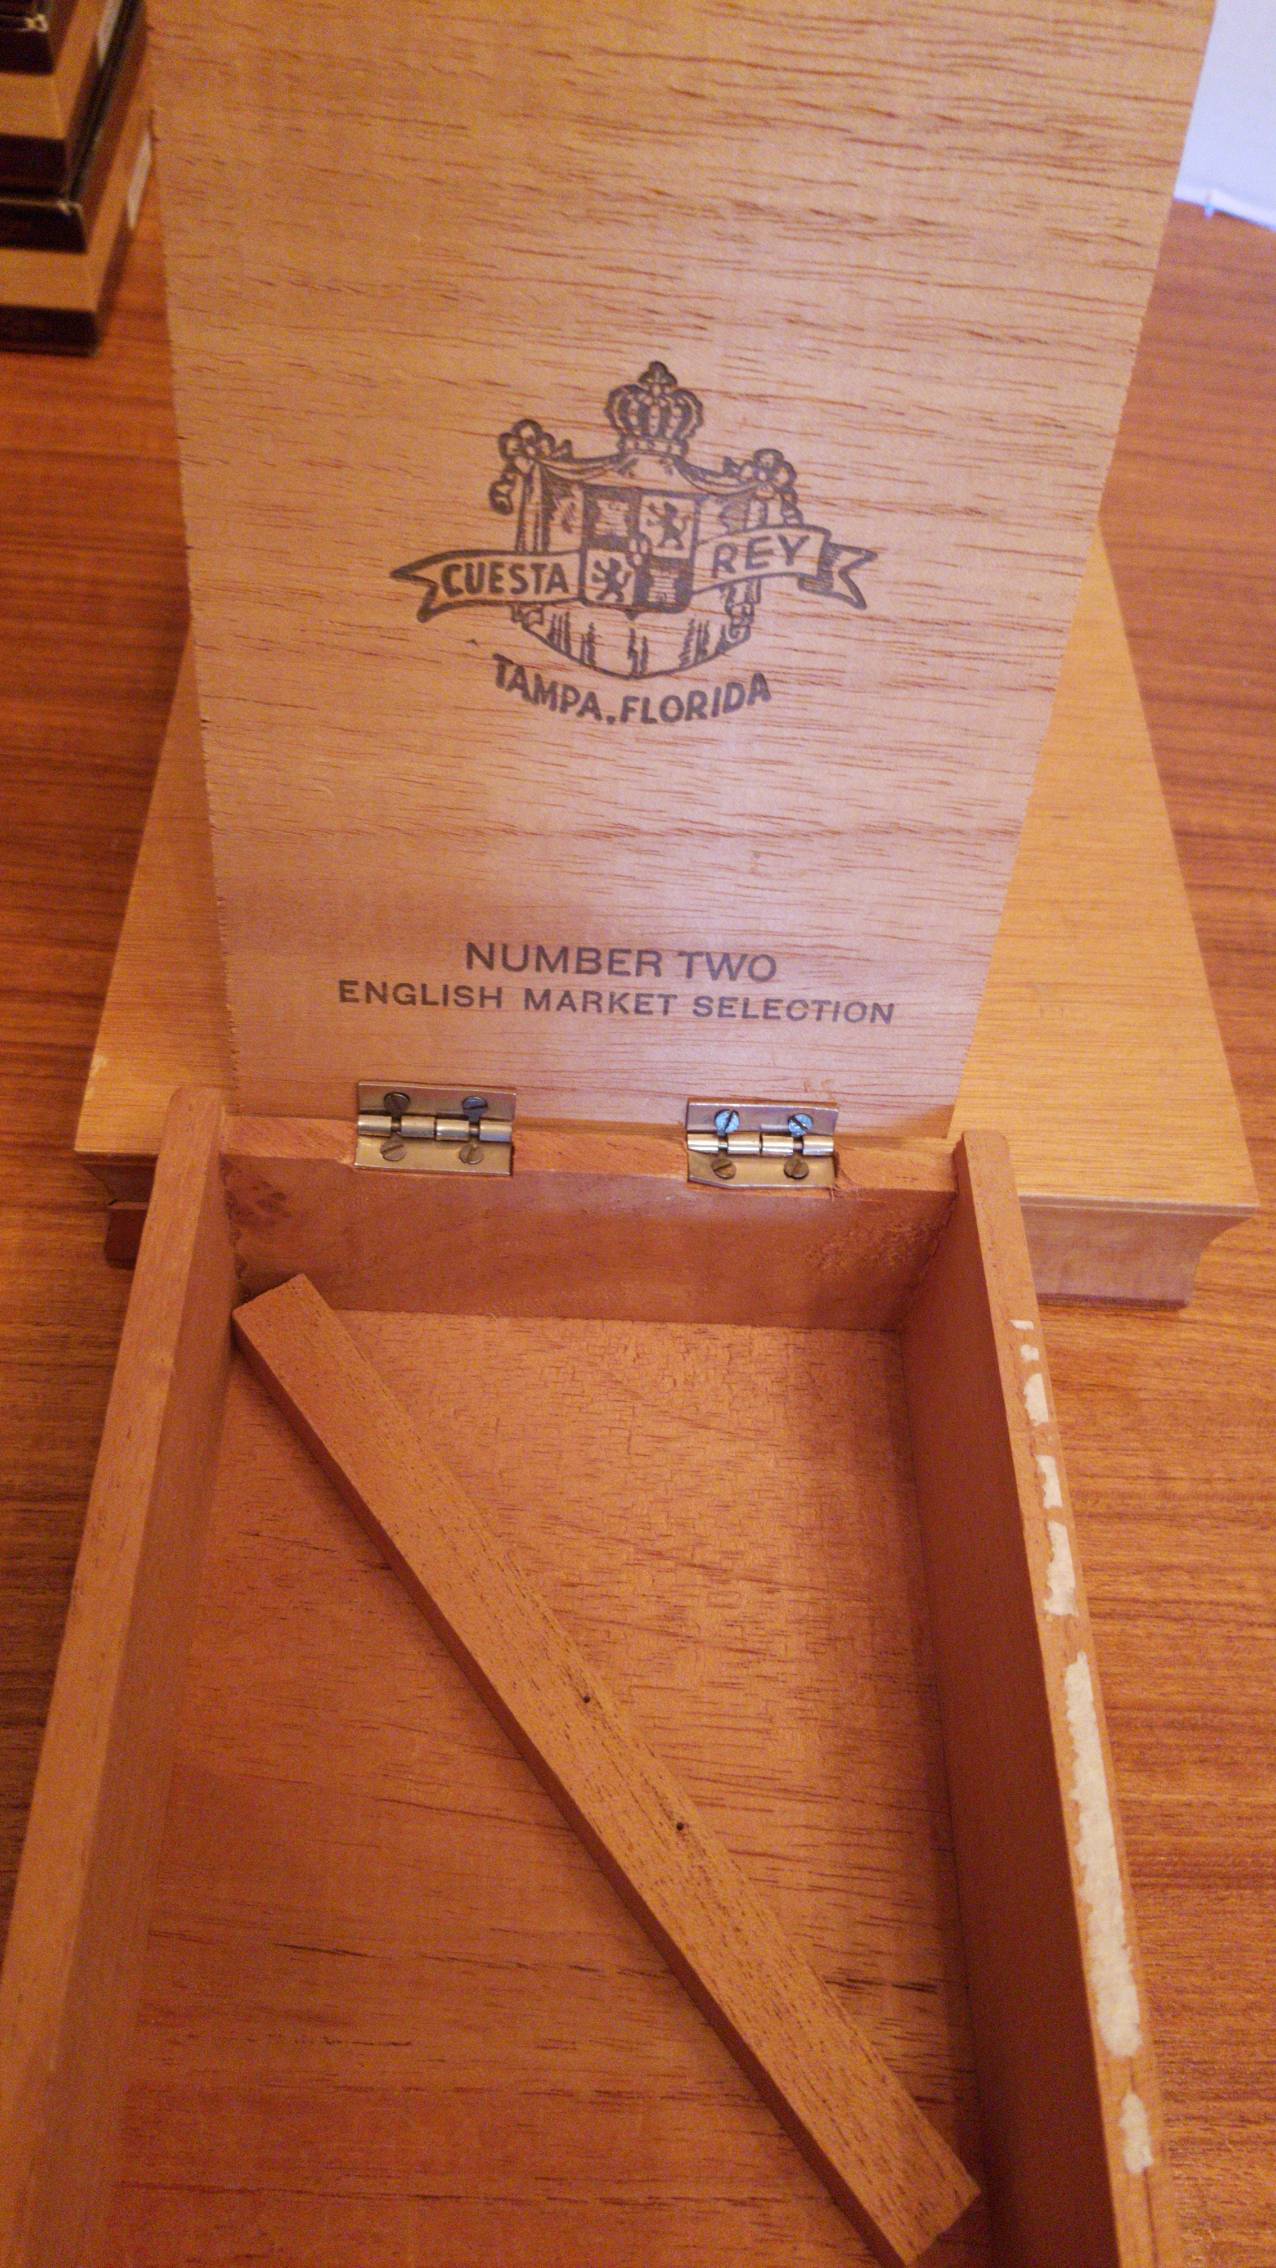 CUESTA REY
TAMPA, FLORIDA
NUMBER TWO
ENGLISH MARKET SELECTION